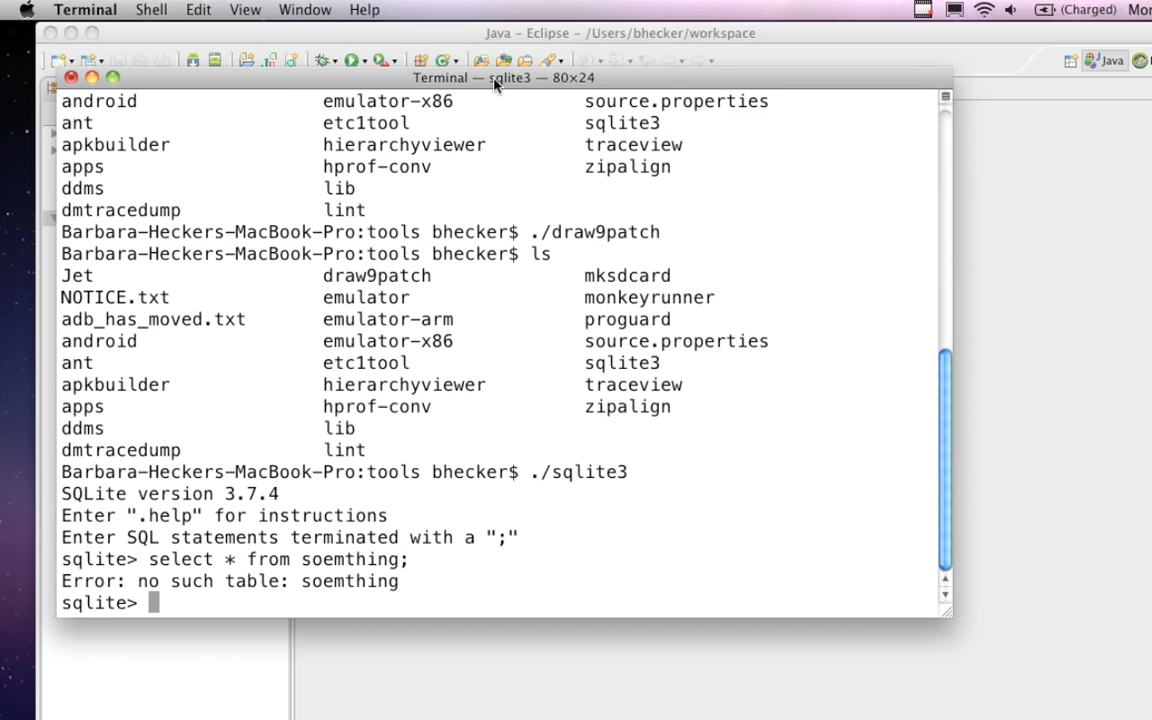 Terminal Shell Edit View Window Help (Charged) Mor
Java – Eclipse – /Users/bhecker/workspace
Java
Terminal — sqlite3 — 80×24
android emulator-x86 source.properties
ant etc1tool sqlite3
apkbuilder hierarchyviewer traceview
apps hprof-conv zipalign
ddms lib
dmtracedump lint
Barbara-Heckers-MacBook-Pro:tools bhecker$ ./draw9patch
Barbara-Heckers-MacBook-Pro:tools bhecker$ ls
Jet draw9patch mksdcard
NOTICE.txt emulator monkeyrunner
adb_has_moved.txt emulator-arm proguard
android emulator-x86 source.properties
ant etc1tool sqlite3
apkbuilder hierarchyviewer traceview
apps hprof-conv zipalign
ddms lib
dmtracedump lint
Barbara-Heckers-MacBook-Pro:tools bhecker$ ./sqlite3
SQLite version 3.7.4
Enter ".help" for instructions
Enter SQL statements terminated with a ";"
sqlite> select * from soemthing;
Error: no such table: soemthing
sqlite>